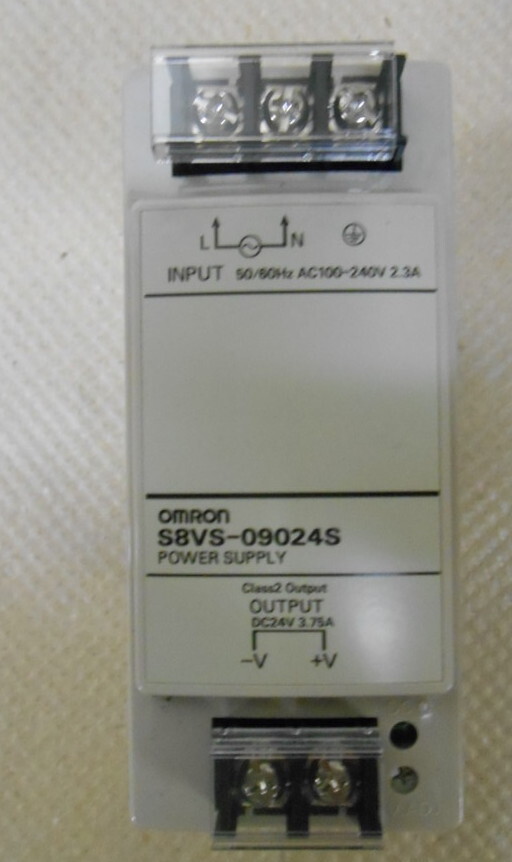 L N
INPUT 50/60Hz AC100-240V 2.3A
OMRON
S8VS-09024S
POWER SUPPLY
Class2 Output
OUTPUT
DC24V 3.75A
-V +V